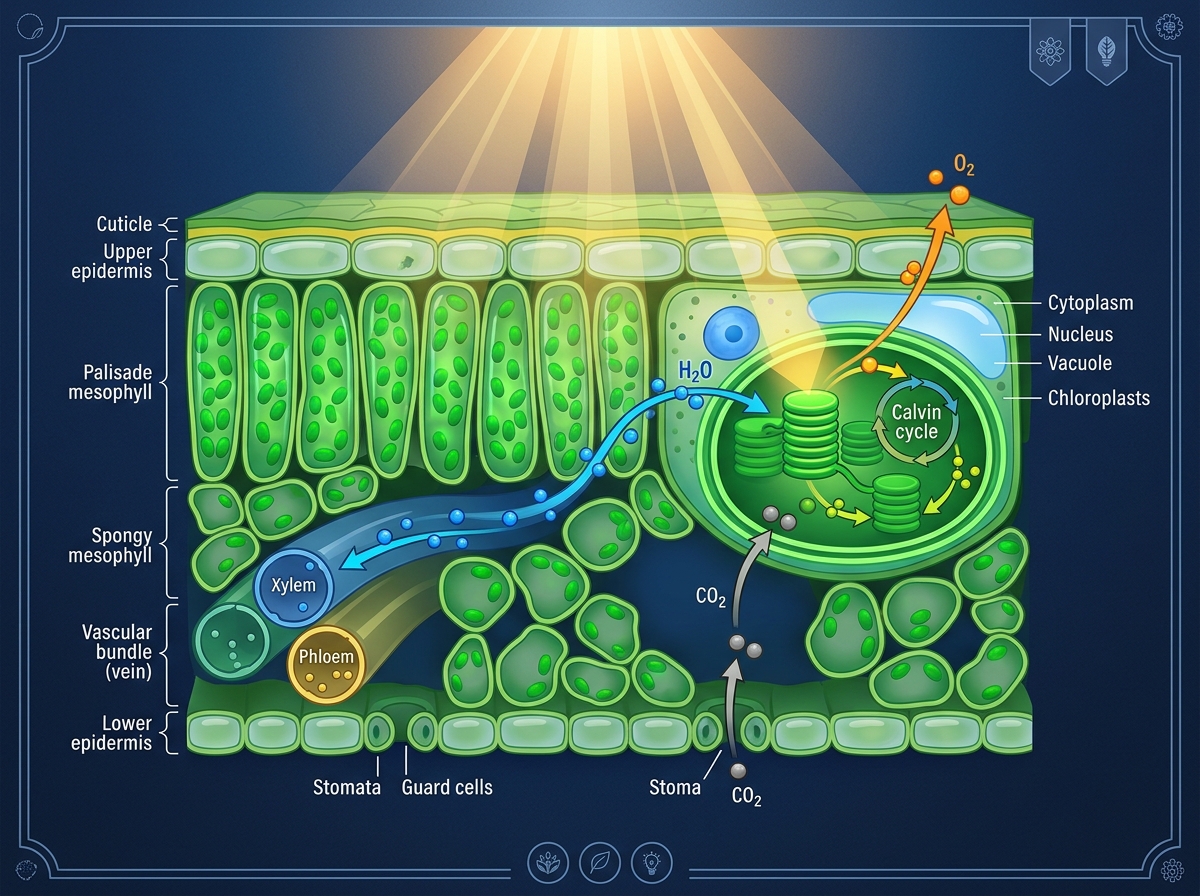 O₂
Cuticle
Upper
epidermis
Palisade
mesophyll
Spongy
mesophyll
Vascular
bundle
(vein)
Lower
epidermis
Cytoplasm
Nucleus
Vacuole
Chloroplasts
H₂O
Calvin
cycle
Xylem
Phloem
CO₂
Stomata
Guard cells
Stoma
CO₂